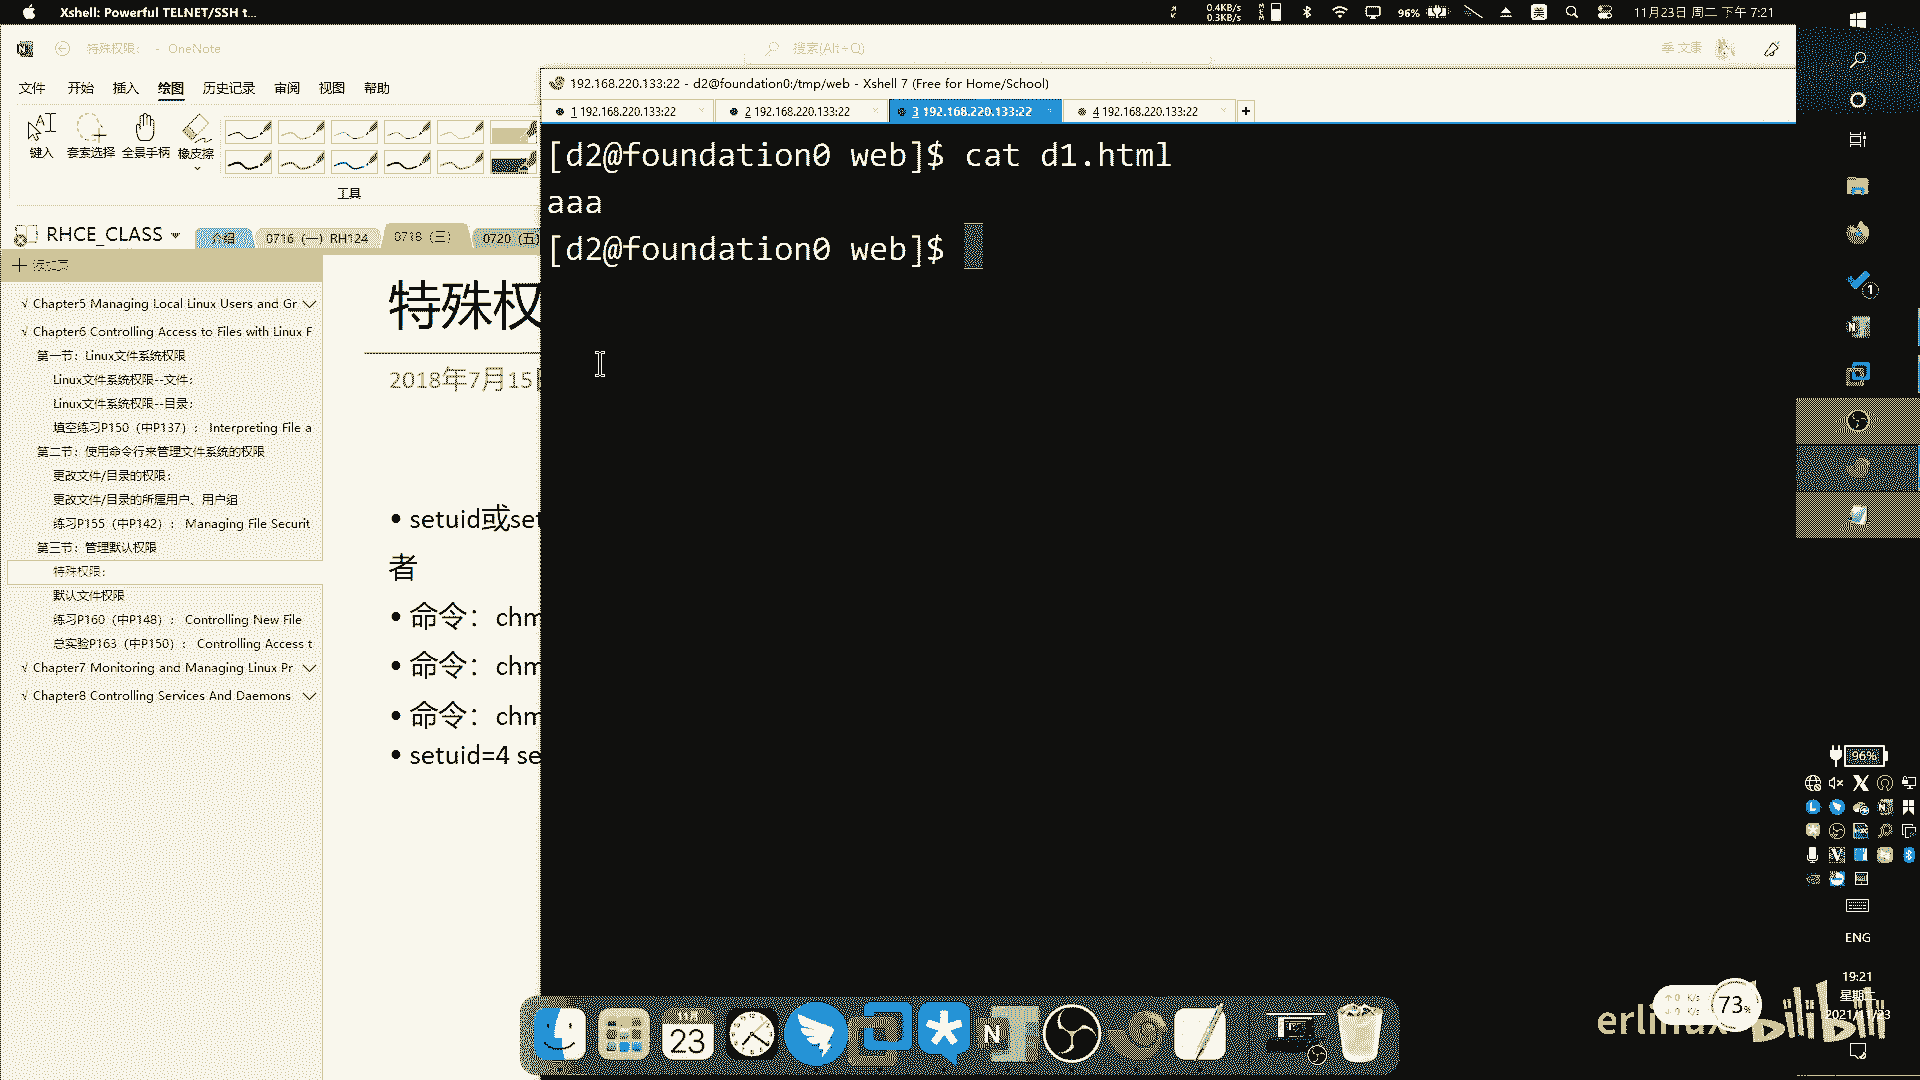 Xshell: Powerful TELNET/SSH t...
0.4KB/s
0.3KB/s
96%
美
11月23日 周二 下午 7:21
特殊权限: - OneNote
搜索(Alt+Q)
季 文康
文件 开始 插入 绘图 历史记录 审阅 视图 帮助
键入 套索选择 全景手柄 橡皮擦
工具
192.168.220.133:22 - d2@foundation0:/tmp/web - Xshell 7 (Free for Home/School)
1 192.168.220.133:22
2 192.168.220.133:22
3 192.168.220.133:22
4 192.168.220.133:22
[d2@foundation0 web]$ cat d1.html
aaa
[d2@foundation0 web]$
RHCE_CLASS
介绍
0716 (一) RH124
0718 (三)
0720 (五)
添加页
√ Chapter5 Managing Local Linux Users and Gr
√ Chapter6 Controlling Access to Files with Linux F
第一节：Linux文件系统权限
Linux文件系统权限--文件：
Linux文件系统权限--目录：
填空练习P150（中P137）： Interpreting File a
第二节：使用命令行来管理文件系统的权限
更改文件/目录的权限：
更改文件/目录的所属用户、用户组
练习P155（中P142）： Managing File Securit
第三节：管理默认权限
特殊权限：
默认文件权限
练习P160（中P148）： Controlling New File
总实验P163（中P150）： Controlling Access t
√ Chapter7 Monitoring and Managing Linux Pr
√ Chapter8 Controlling Services And Daemons
特殊权
2018年7月15日
• setuid或set
者
• 命令：chm
• 命令：chm
• 命令：chm
• setuid=4 se
1
96%
ENG
19:21
星期二
2021/11/23
73%
erlinux bilibili
11月
23